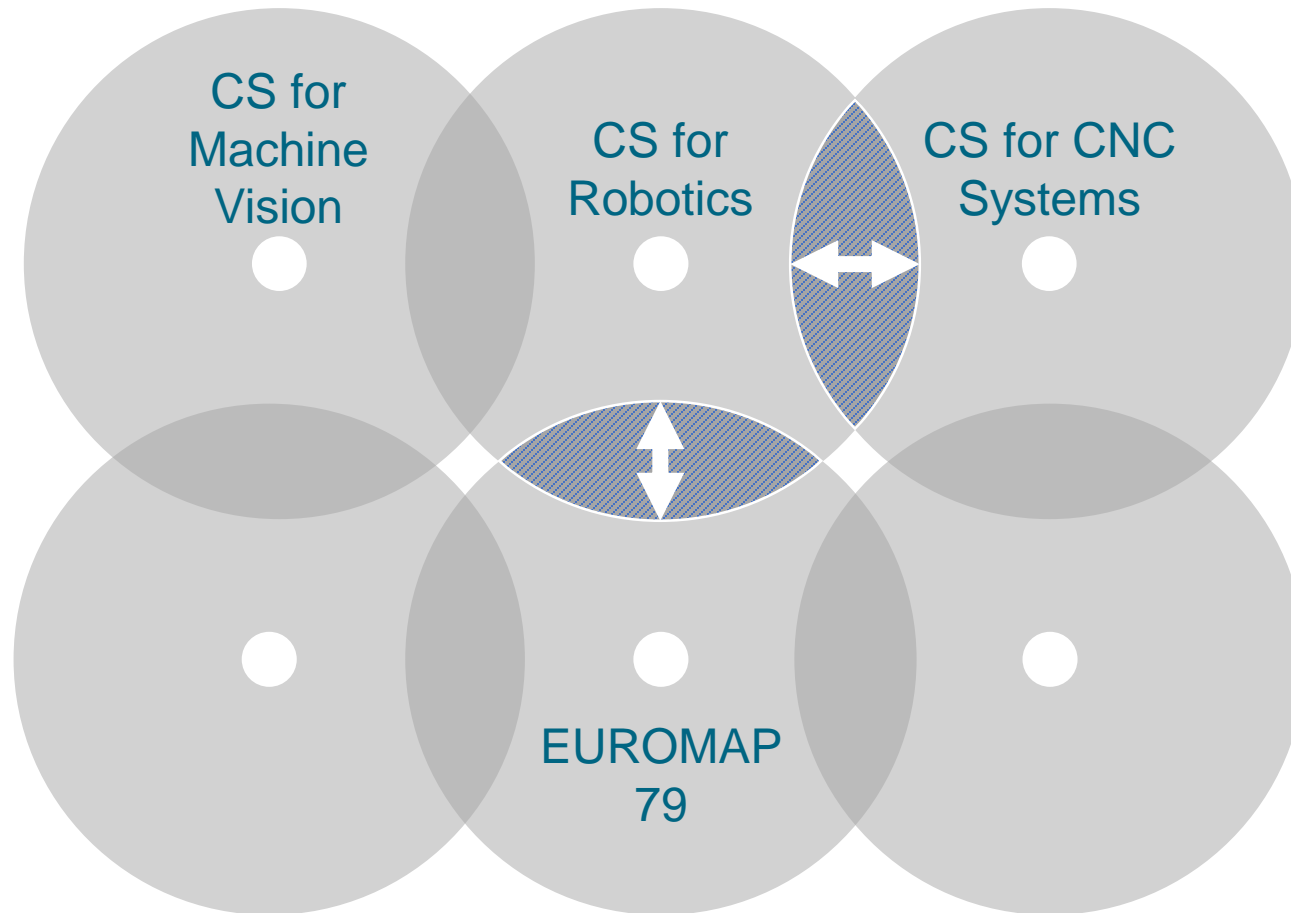 CS for
Machine
Vision
CS for
Robotics
CS for CNC
Systems
EUROMAP
79